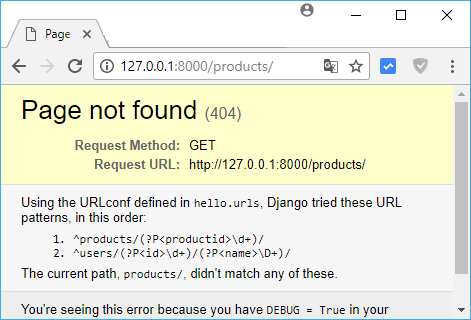 Page
127.0.0.1:8000/products/
Page not found (404)
Request Method: GET
Request URL: http://127.0.0.1:8000/products/
Using the URLconf defined in hello.urls, Django tried these URL
patterns, in this order:
1. ^products/(?P<productid>\d+)/
2. ^users/(?P<id>\d+)/(?P<name>\D+)/
The current path, products/, didn't match any of these.
You're seeing this error because you have DEBUG = True in your